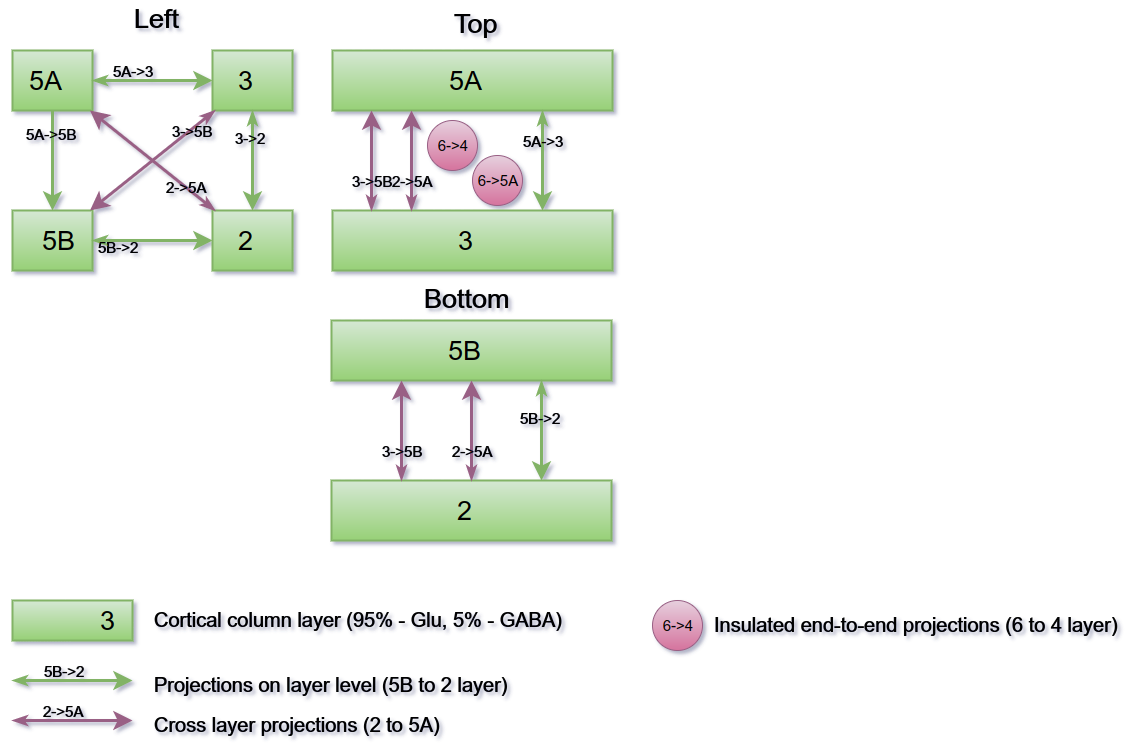 Left
5A
5A->3
3
5A->5B
3->5B
3->2
2->5A
5B
5B->2
2
Top
5A
6->4
5A->3
3->5B
2->5A
6->5A
3
Bottom
5B
5B->2
3->5B
2->5A
2
3
Cortical column layer (95% - Glu, 5% - GABA)
6->4
Insulated end-to-end projections (6 to 4 layer)
5B->2
Projections on layer level (5B to 2 layer)
2->5A
Cross layer projections (2 to 5A)